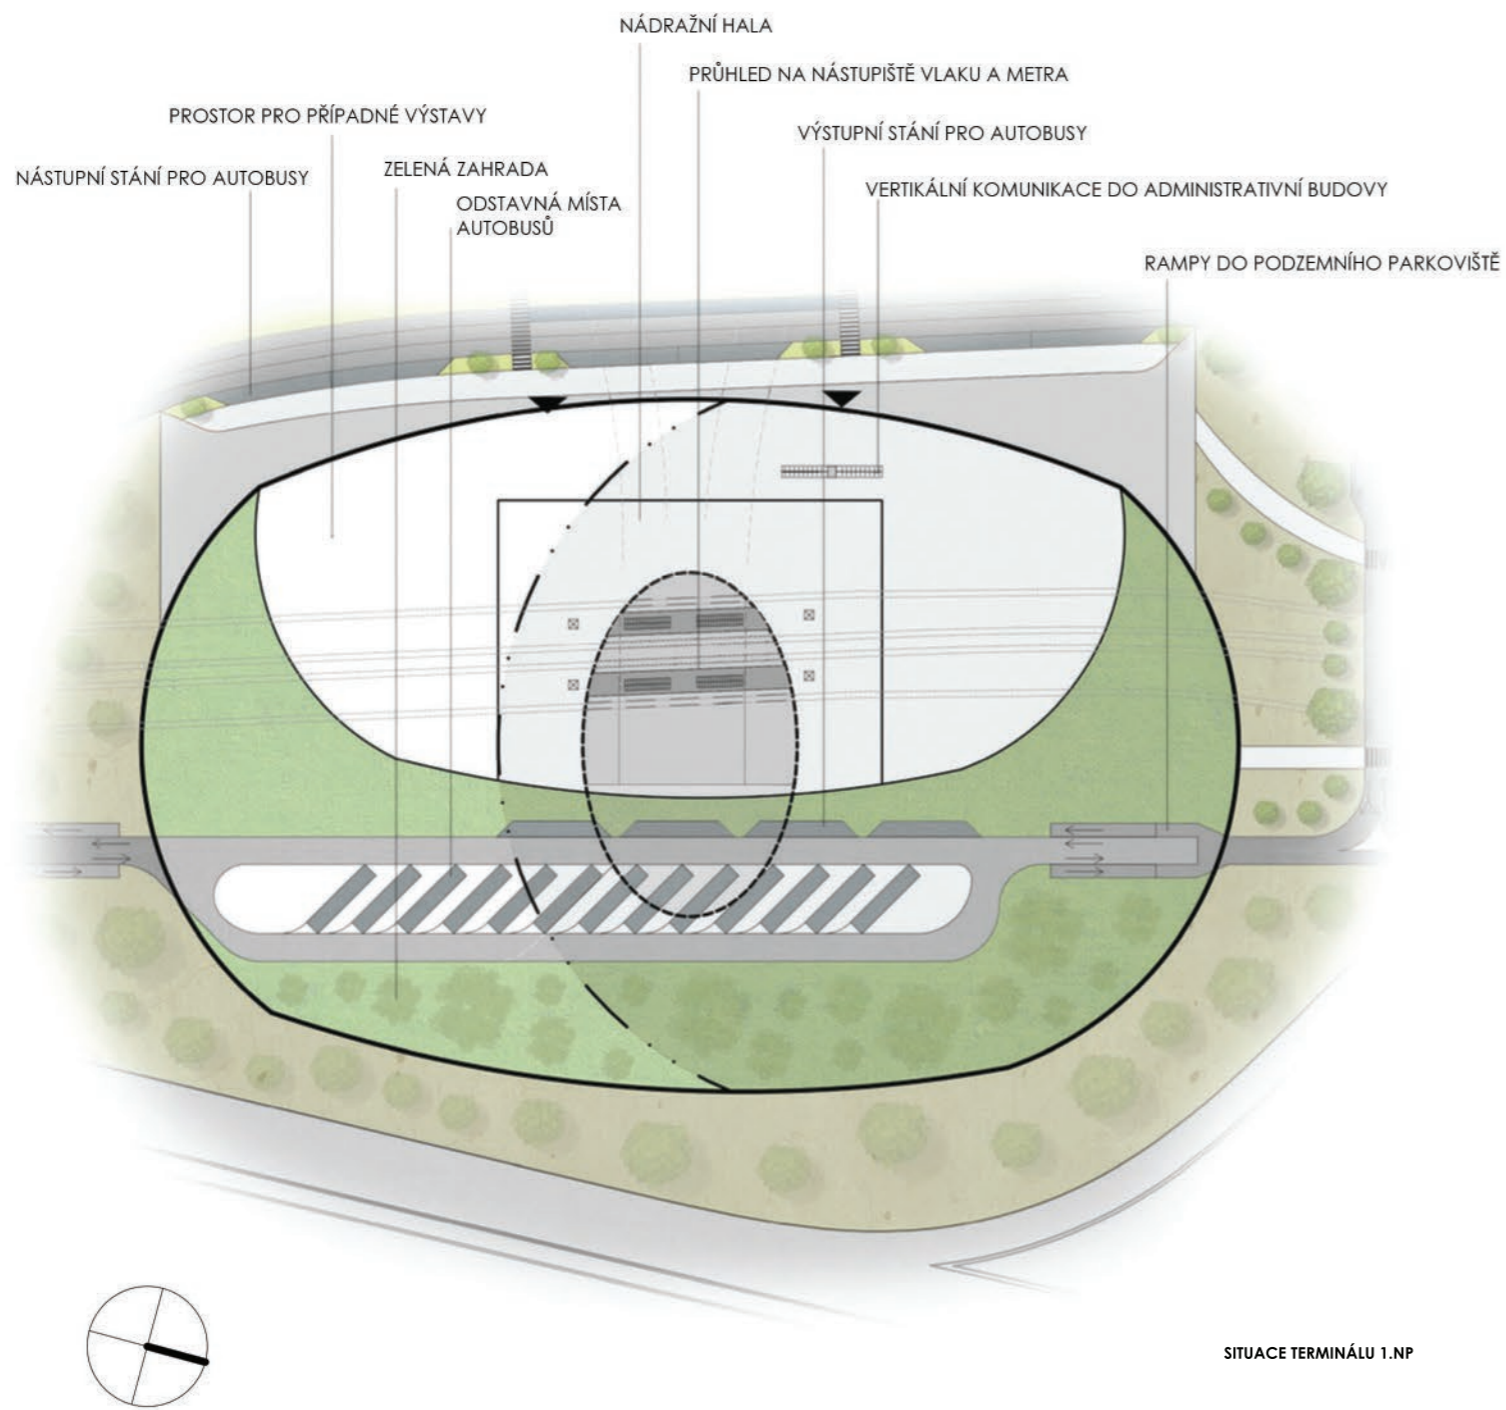 NÁDRAŽNÍ HALA
PRŮHLED NA NÁSTUPIŠTĚ VLAKU A METRA
PROSTOR PRO PŘÍPADNÉ VÝSTAVY
VÝSTUPNÍ STÁNÍ PRO AUTOBUSY
ZELENÁ ZAHRADA
NÁSTUPNÍ STÁNÍ PRO AUTOBUSY
VERTIKÁLNÍ KOMUNIKACE DO ADMINISTRATIVNÍ BUDOVY
ODSTAVNÁ MÍSTA
AUTOBUSŮ
RAMPY DO PODZEMNÍHO PARKOVIŠTĚ
SITUACE TERMINÁLU 1.NP